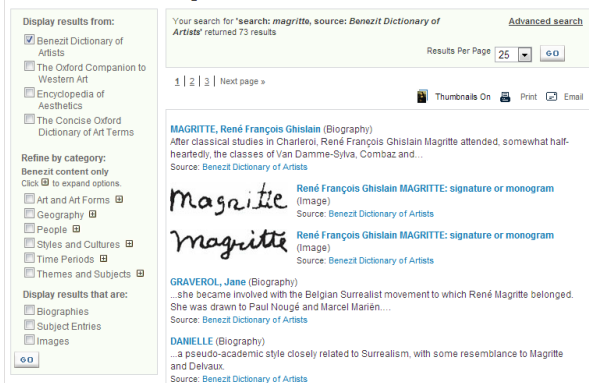 Display results from:
Benezit Dictionary of
Artists
The Oxford Companion to
Western Art
Encyclopedia of
Aesthetics
The Concise Oxford
Dictionary of Art Terms
Refine by category:
Benezit content only
Click to expand options.
Art and Art Forms
Geography
People
Styles and Cultures
Time Periods
Themes and Subjects
Display results that are:
Biographies
Subject Entries
Images
GO
Your search for 'search: magritte, source: Benezit Dictionary of
Artists' returned 73 results
Advanced search
Results Per Page 25 GO
1 | 2 | 3 | Next page »
Thumbnails On Print Email
MAGRITTE, René François Ghislain (Biography)
After classical studies in Charleroi, René François Ghislain Magritte attended, somewhat half-
heartedly, the classes of Van Damme-Sylva, Combaz and...
Source: Benezit Dictionary of Artists
Magritte
René François Ghislain MAGRITTE: signature or monogram
(Image)
Source: Benezit Dictionary of Artists
Magritte
René François Ghislain MAGRITTE: signature or monogram
(Image)
Source: Benezit Dictionary of Artists
GRAVEROL, Jane (Biography)
...she became involved with the Belgian Surrealist movement to which René Magritte belonged.
She was drawn to Paul Nougé and Marcel Mariën....
Source: Benezit Dictionary of Artists
DANIELLE (Biography)
...a pseudo-academic style closely related to Surrealism, with some resemblance to Magritte
and Delvaux.
Source: Benezit Dictionary of Artists